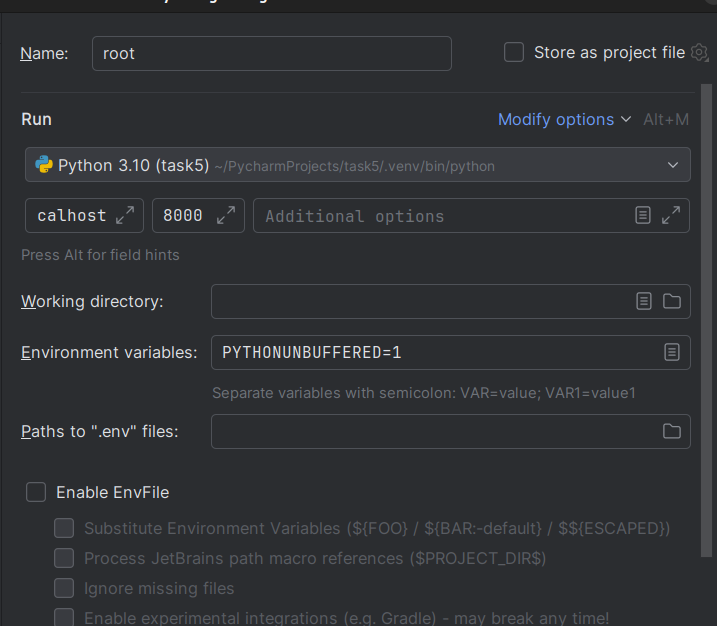 Name: root Store as project file
Run Modify options Alt+M
Python 3.10 (task5) ~/PycharmProjects/task5/.venv/bin/python
calhost 8000 Additional options
Press Alt for field hints
Working directory:
Environment variables: PYTHONUNBUFFERED=1
Separate variables with semicolon: VAR=value; VAR1=value1
Paths to ".env" files:
Enable EnvFile
Substitute Environment Variables (${FOO} / ${BAR:-default} / $${ESCAPED})
Process JetBrains path macro references ($PROJECT_DIR$)
Ignore missing files
Enable experimental integrations (e.g. Gradle) - may break any time!